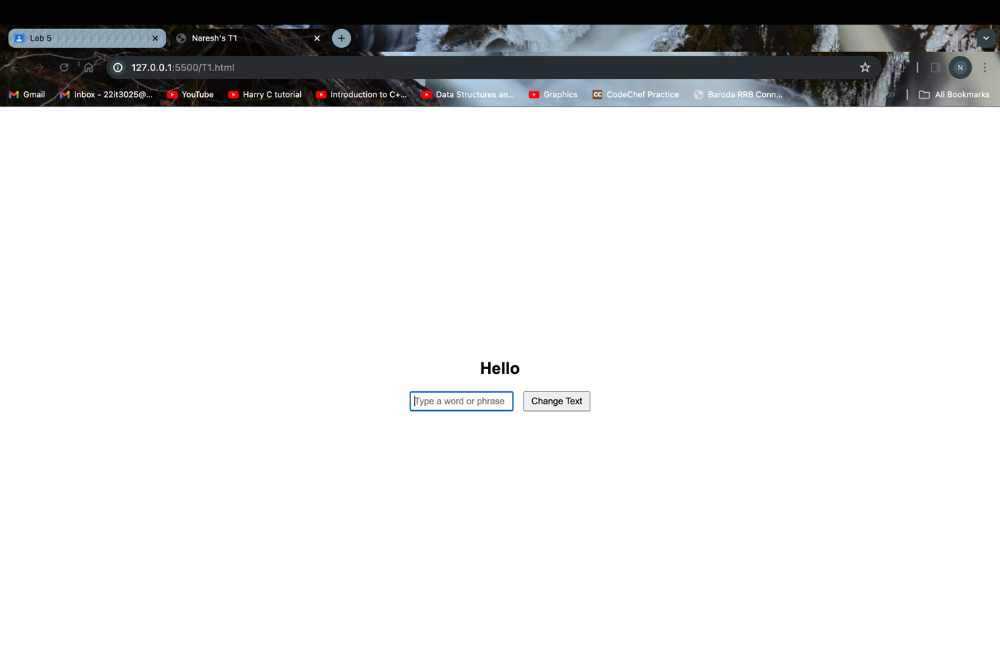 Lab 5 Naresh's T1
127.0.0.1:5500/T1.html N
Gmail Inbox - 22it3025@... YouTube Harry C tutorial Introduction to C+... Data Structures an... Graphics CC CodeChef Practice Baroda RRB Conn... » All Bookmarks
Hello
Type a word or phrase Change Text